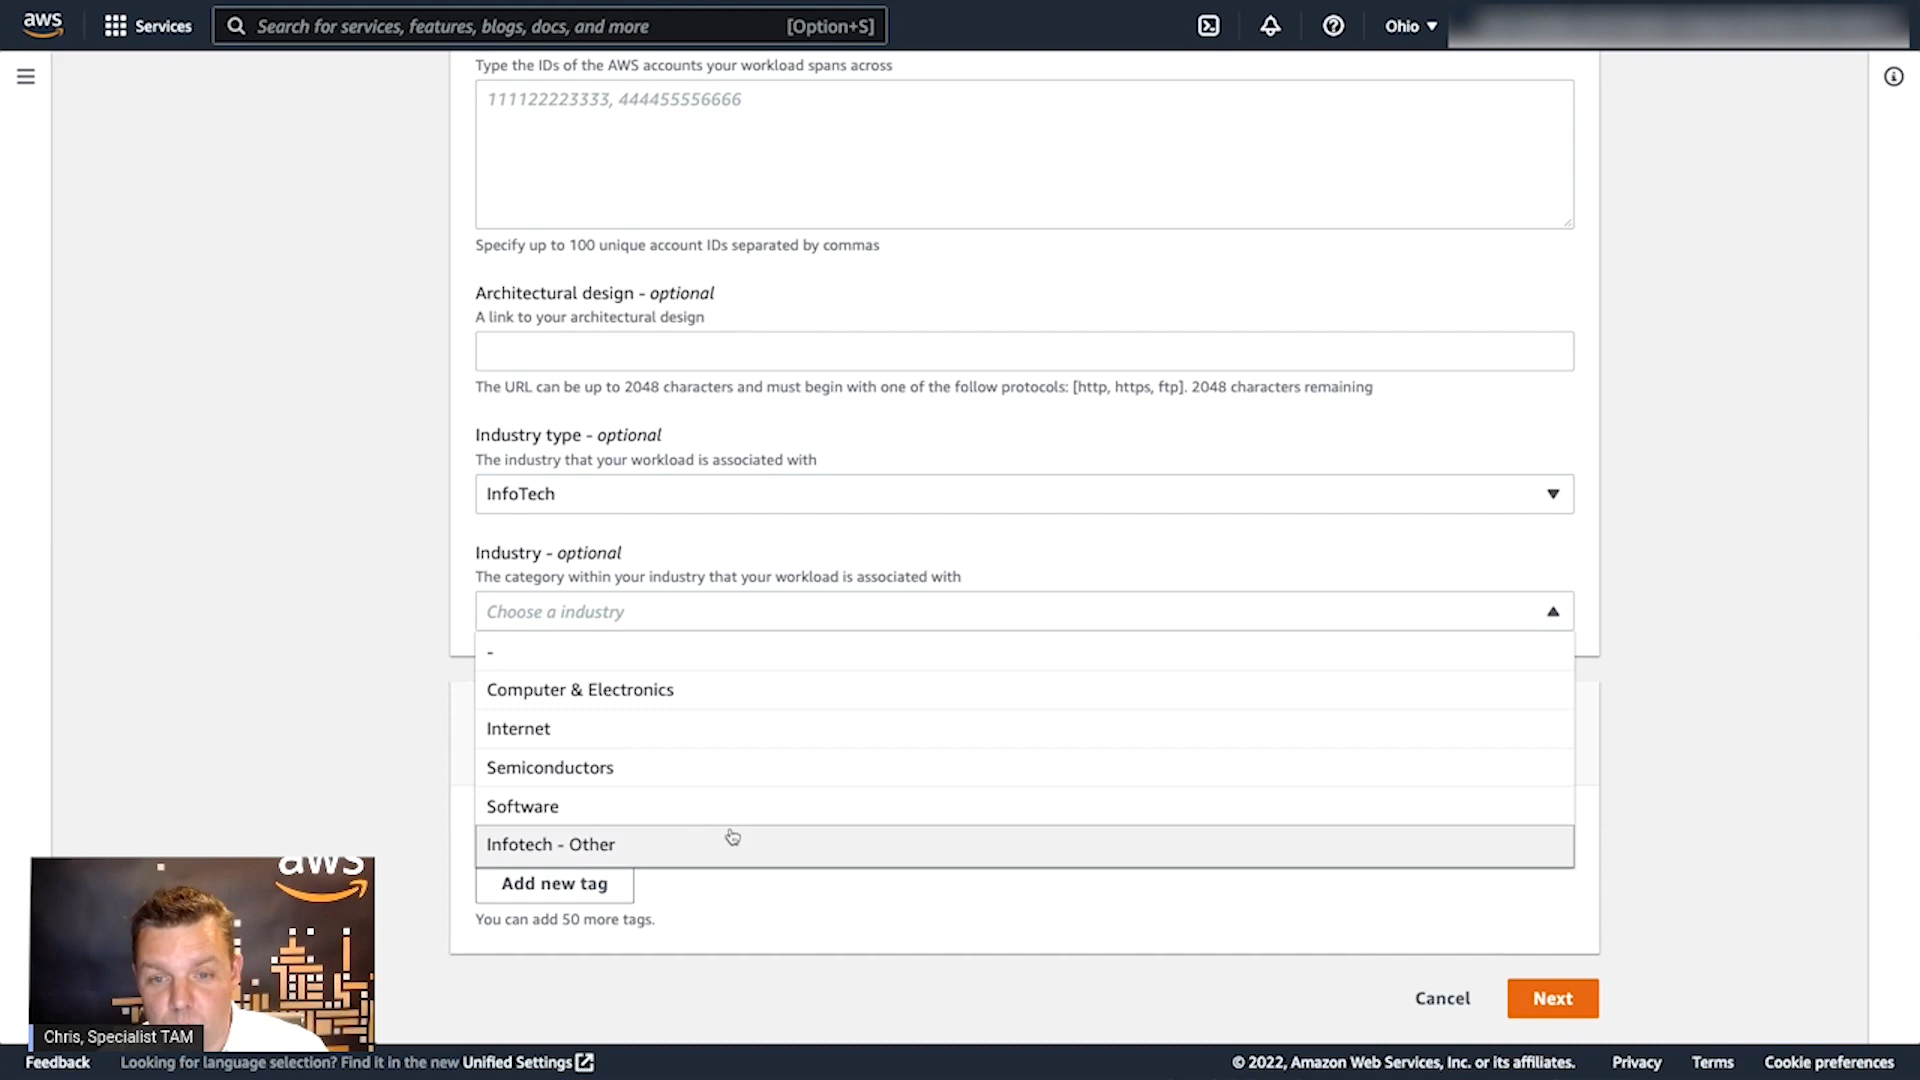 aws
Services
Search for services, features, blogs, docs, and more
[Option+S]
Ohio
Type the IDs of the AWS accounts your workload spans across
111122223333, 444455556666
Specify up to 100 unique account IDs separated by commas
Architectural design - optional
A link to your architectural design
The URL can be up to 2048 characters and must begin with one of the follow protocols: [http, https, ftp]. 2048 characters remaining
Industry type - optional
The industry that your workload is associated with
InfoTech
Industry - optional
The category within your industry that your workload is associated with
Choose a industry
-
Computer & Electronics
Internet
Semiconductors
Software
Infotech - Other
Add new tag
You can add 50 more tags.
Cancel
Next
aws
Chris, Specialist TAM
Feedback
Looking for language selection? Find it in the new Unified Settings
© 2022, Amazon Web Services, Inc. or its affiliates.
Privacy
Terms
Cookie preferences